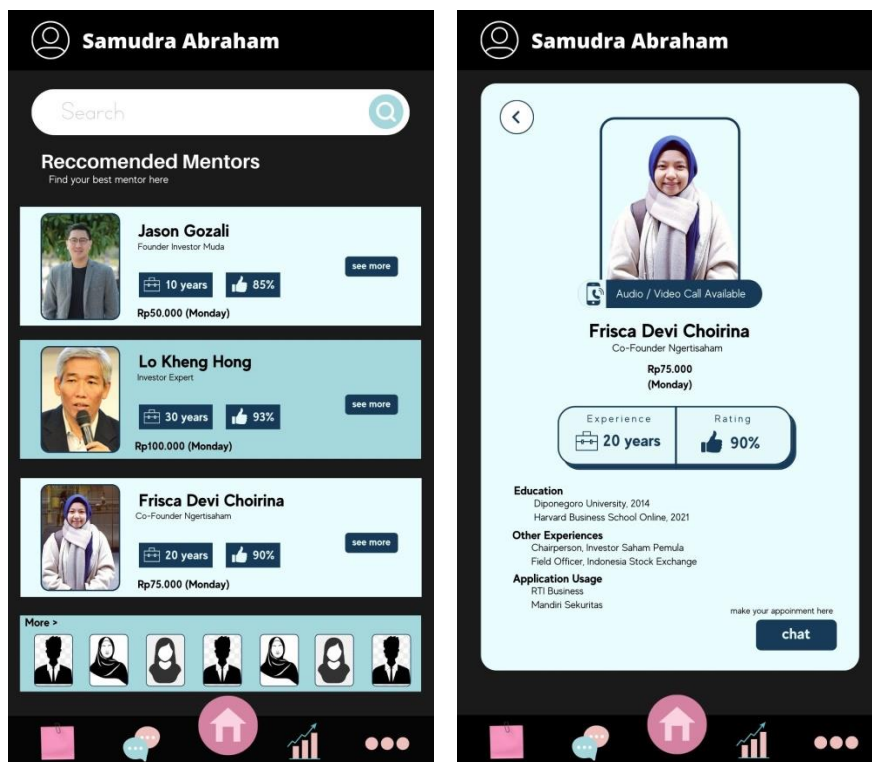 Samudra Abraham
Search
Reccomended Mentors
Find your best mentor here
Jason Gozali
Founder Investor Muda
10 years
85%
see more
Rp50.000 (Monday)
Lo Kheng Hong
Investor Expert
30 years
93%
see more
Rp100.000 (Monday)
Frisca Devi Choirina
Co-Founder Ngertisaham
20 years
90%
see more
Rp75.000 (Monday)
More >
Samudra Abraham
Audio / Video Call Available
Frisca Devi Choirina
Co-Founder Ngertisaham
Rp75.000
(Monday)
Experience
20 years
Rating
90%
Education
Diponegoro University, 2014
Harvard Business School Online, 2021
Other Experiences
Chairperson, Investor Saham Pemula
Field Officer, Indonesia Stock Exchange
Application Usage
RTI Business
Mandiri Sekuritas
make your appoinment here
chat